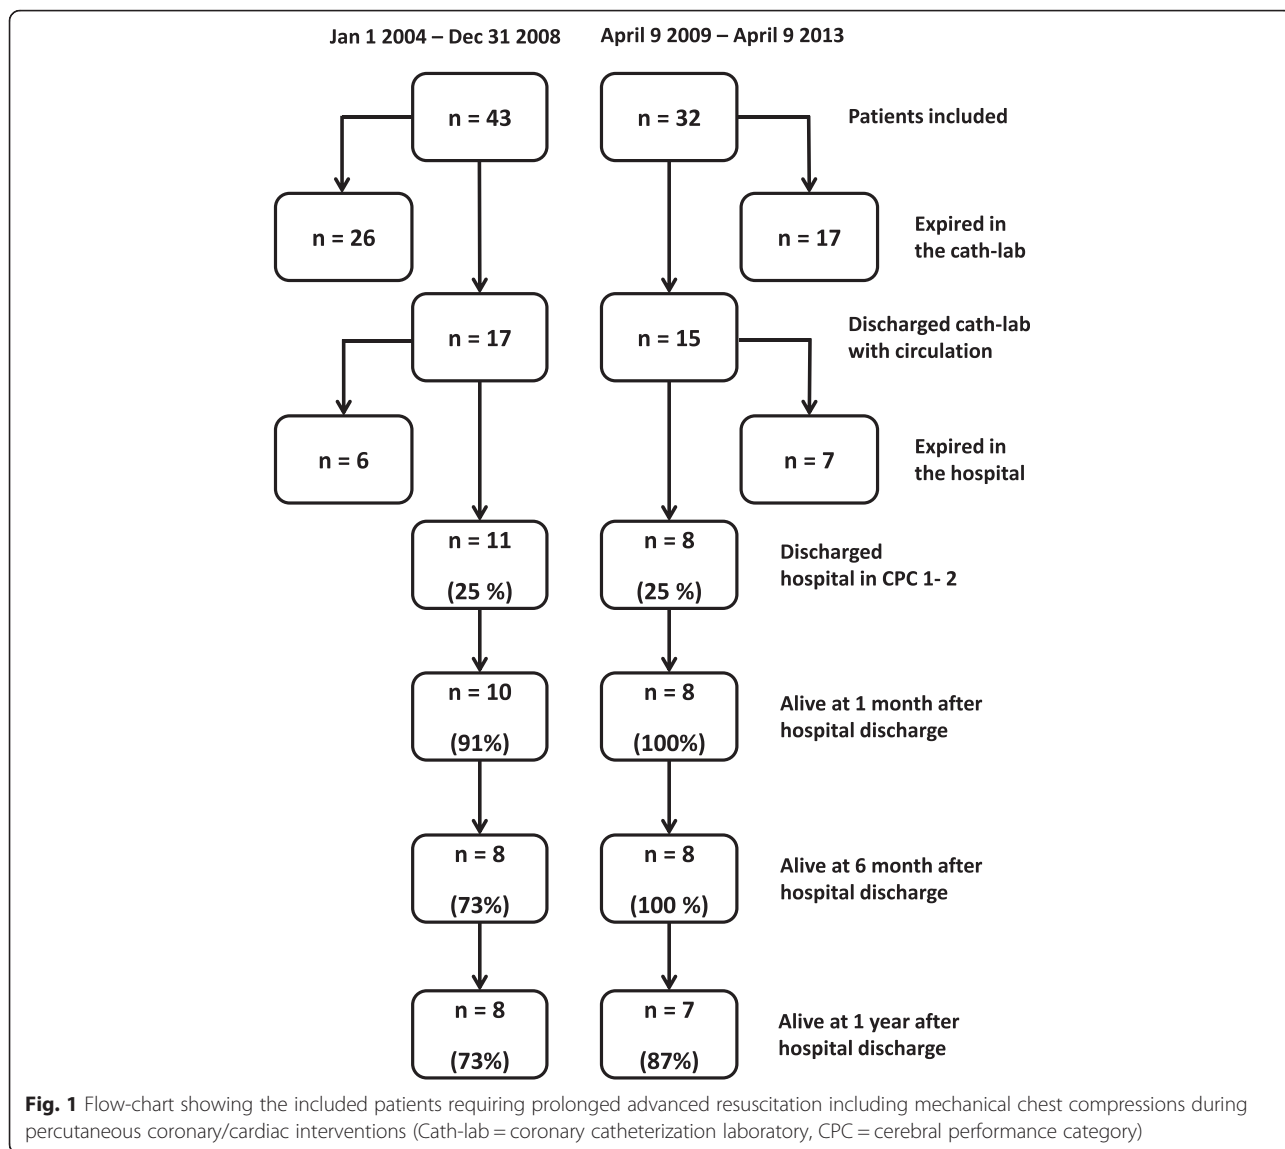 Jan 1 2004 – Dec 31 2008
April 9 2009 – April 9 2013
n = 43
n = 32
Patients included
n = 26
n = 17
Expired in
the cath-lab
n = 17
n = 15
Discharged cath-lab
with circulation
n = 6
n = 7
Expired in
the hospital
n = 11
(25 %)
n = 8
(25 %)
Discharged
hospital in CPC 1- 2
n = 10
(91%)
n = 8
(100%)
Alive at 1 month after
hospital discharge
n = 8
(73%)
n = 8
(100 %)
Alive at 6 month after
hospital discharge
n = 8
(73%)
n = 7
(87%)
Alive at 1 year after
hospital discharge
Fig. 1 Flow-chart showing the included patients requiring prolonged advanced resuscitation including mechanical chest compressions during
percutaneous coronary/cardiac interventions (Cath-lab = coronary catheterization laboratory, CPC = cerebral performance category)